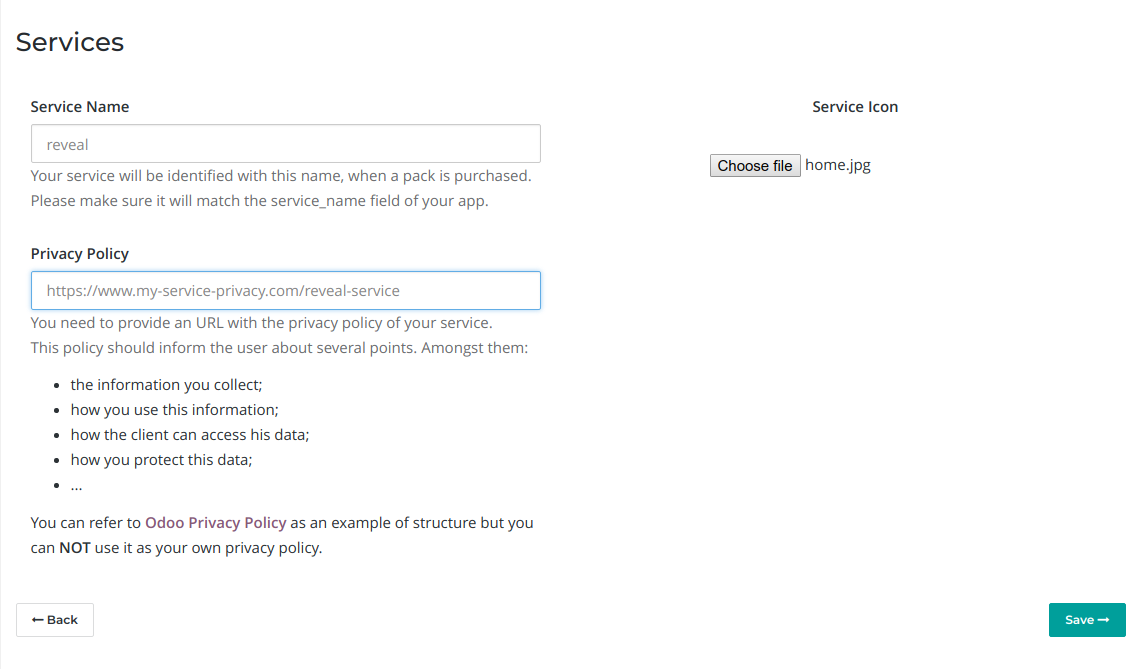 Services
Service Name
reveal
Your service will be identified with this name, when a pack is purchased.
Please make sure it will match the service_name field of your app.
Service Icon
Choose file home.jpg
Privacy Policy
https://www.my-service-privacy.com/reveal-service
You need to provide an URL with the privacy policy of your service.
This policy should inform the user about several points. Amongst them:
• the information you collect;
• how you use this information;
• how the client can access his data;
• how you protect this data;
• ...
You can refer to Odoo Privacy Policy as an example of structure but you
can NOT use it as your own privacy policy.
← Back
Save →